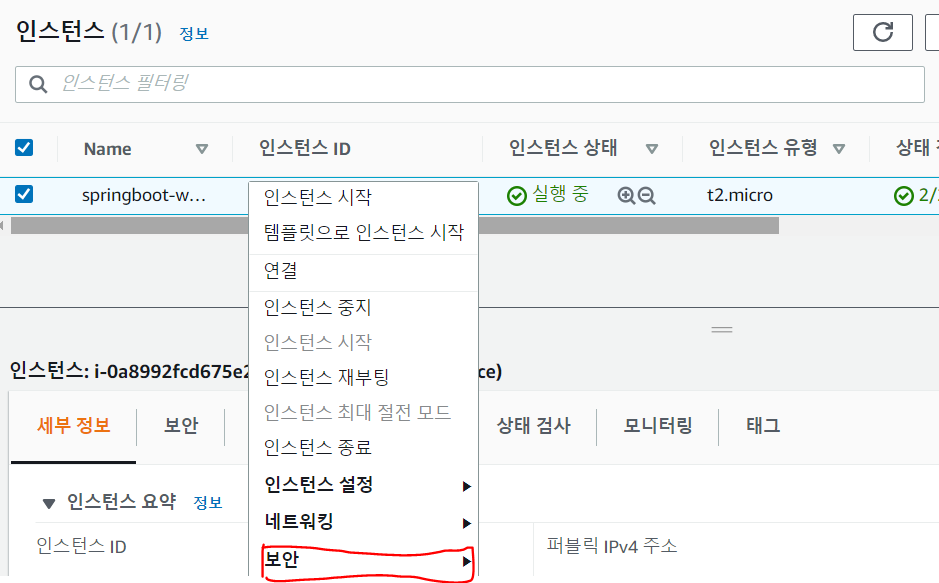 인스턴스 (1/1) 정보
인스턴스 필터링
Name 인스턴스 ID 인스턴스 상태 인스턴스 유형 상태
springboot-w... 실행 중 t2.micro 2/
인스턴스 시작
템플릿으로 인스턴스 시작
연결
인스턴스 중지
인스턴스 시작
인스턴스 재부팅
인스턴스 최대 절전 모드
인스턴스 종료
인스턴스 설정
네트워킹
보안
인스턴스: i-0a8992fcd675e2 ce)
세부 정보 보안 상태 검사 모니터링 태그
인스턴스 요약 정보
인스턴스 ID 퍼블릭 IPv4 주소